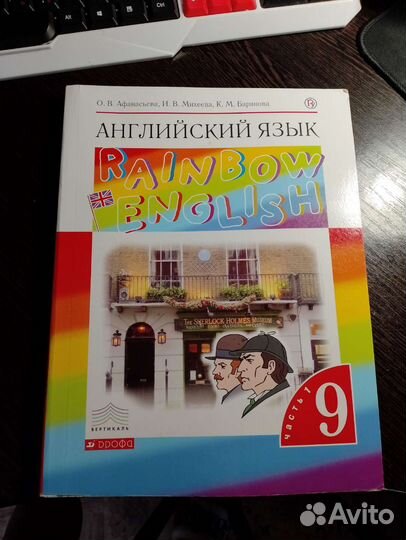 О. В. Афанасьева, И. В. Михеева, К. М. Баранова
АНГЛИЙСКИЙ ЯЗЫК
RAINBOW
ENGLISH
THE SHERLOCK HOLMES MUSEUM
часть 1
9
ВЕРТИКАЛЬ
ДРОФА
Avito